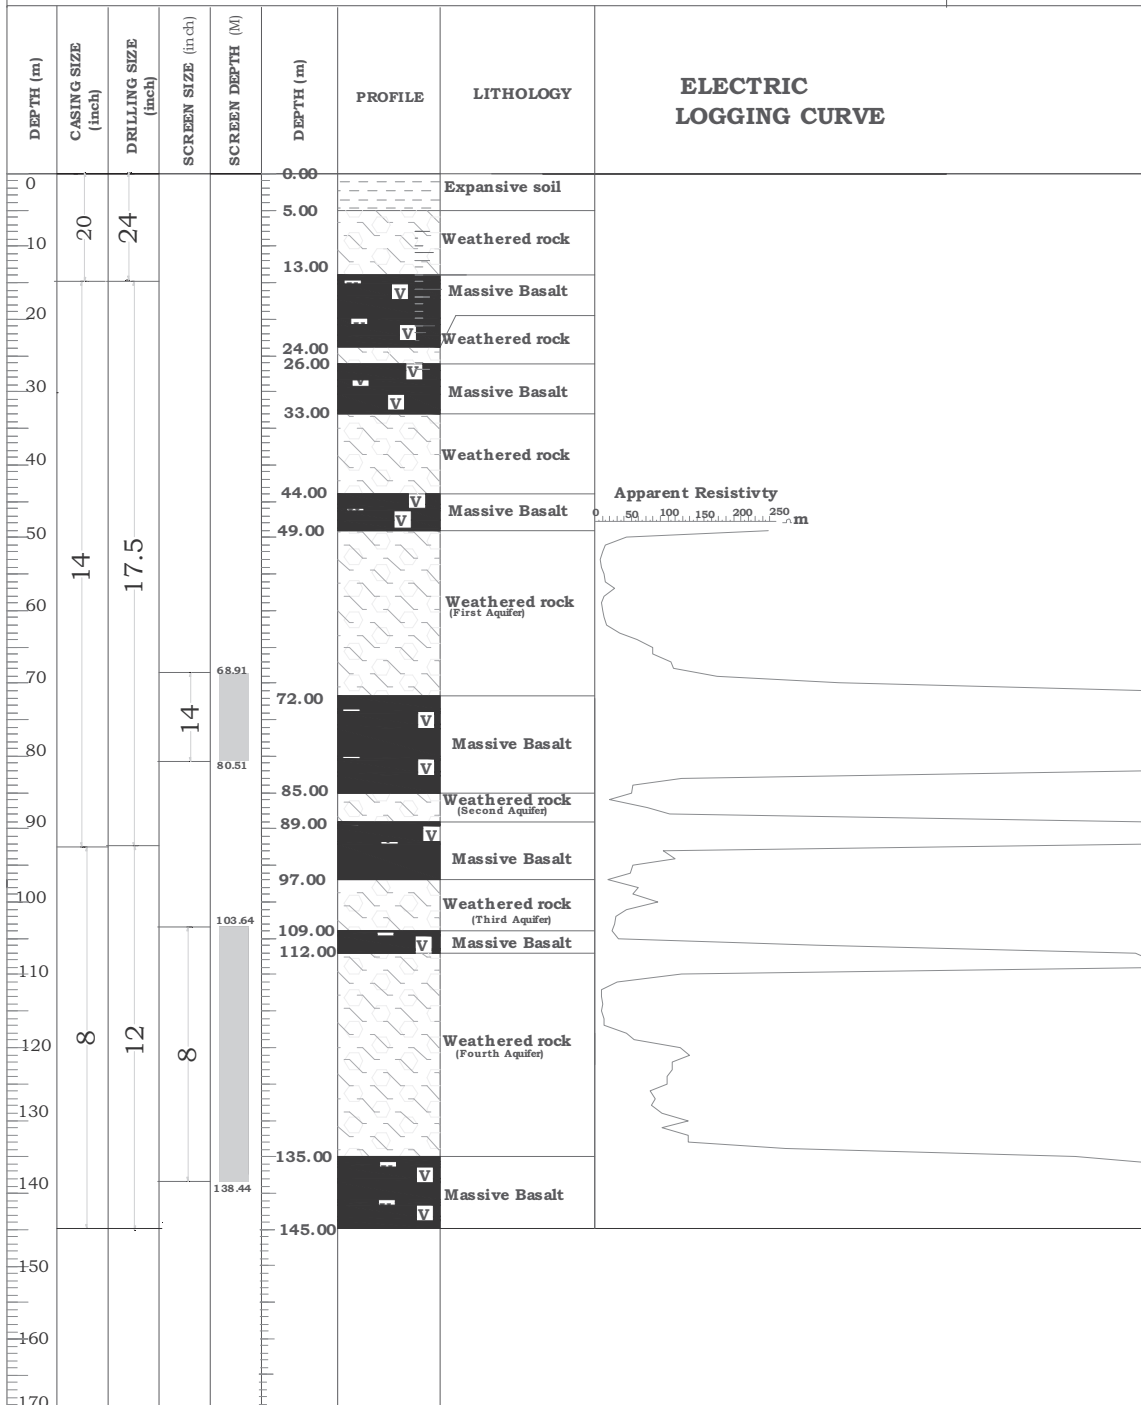 DEPTH (m)
CASING SIZE
(inch)
DRILLING SIZE
(inch)
SCREEN SIZE (inch)
SCREEN DEPTH (M)
DEPTH (m)
PROFILE
LITHOLOGY
ELECTRIC
LOGGING CURVE
0
10
20
30
40
50
60
70
80
90
100
110
120
130
140
150
160
170
20
14
8
24
17.5
12
14
8
68.91
80.51
103.64
138.44
0.00
5.00
13.00
24.00
26.00
33.00
44.00
49.00
72.00
85.00
89.00
97.00
109.00
112.00
135.00
145.00
V
V
V
V
V
V
V
V
V
V
V
V
V
Expansive soil
Weathered rock
Massive Basalt
Weathered rock
Massive Basalt
Weathered rock
Massive Basalt
Weathered rock
(First Aquifer)
Massive Basalt
Weathered rock
(Second Aquifer)
Massive Basalt
Weathered rock
(Third Aquifer)
Massive Basalt
Weathered rock
(Fourth Aquifer)
Massive Basalt
Apparent Resistivty
0 50 100 150 200 250 m